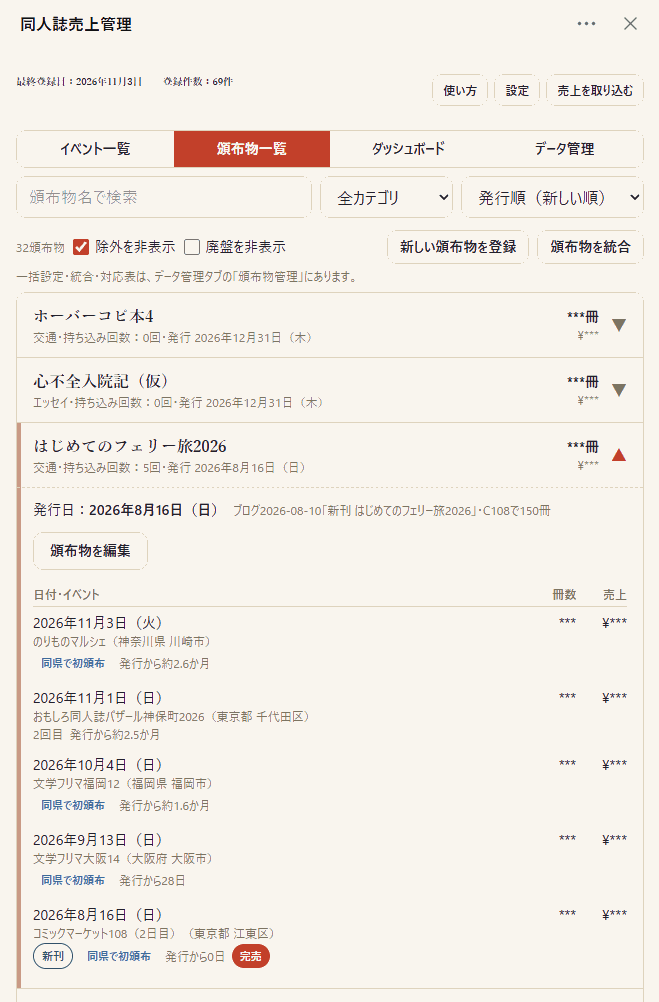 同人誌売上管理
最終登録日：2026年11月3日　登録件数：69件
使い方　設定　売上を取り込む
イベント一覧　頒布物一覧　ダッシュボード　データ管理
頒布物名で検索　全カテゴリ　発行順（新しい順）
32頒布物　除外を非表示　廃盤を非表示　新しい頒布物を登録　頒布物を統合
一括設定・統合・対応表は、データ管理タブの「頒布物管理」にあります。
ホーバーコピ本4　***冊
交通・持ち込み回数：0回・発行 2026年12月31日（木）　¥***
心不全入院記（仮）　***冊
エッセイ・持ち込み回数：0回・発行 2026年12月31日（木）　¥***
はじめてのフェリー旅2026　***冊
交通・持ち込み回数：5回・発行 2026年8月16日（日）　¥***
発行日：2026年8月16日（日）　ブログ2026-08-10「新刊 はじめてのフェリー旅2026」・C108で150冊
頒布物を編集
日付・イベント　冊数　売上
2026年11月3日（火）　***　¥***
のりものマルシェ（神奈川県 川崎市）
同県で初頒布　発行から約2.6か月
2026年11月1日（日）　***　¥***
おもしろ同人誌バザール神保町2026（東京都 千代田区）
2回目　発行から約2.5か月
2026年10月4日（日）　***　¥***
文学フリマ福岡12（福岡県 福岡市）
同県で初頒布　発行から約1.6か月
2026年9月13日（日）　***　¥***
文学フリマ大阪14（大阪府 大阪市）
同県で初頒布　発行から28日
2026年8月16日（日）　***　¥***
コミックマーケット108（2日目）（東京都 江東区）
新刊　同県で初頒布　発行から0日　完売